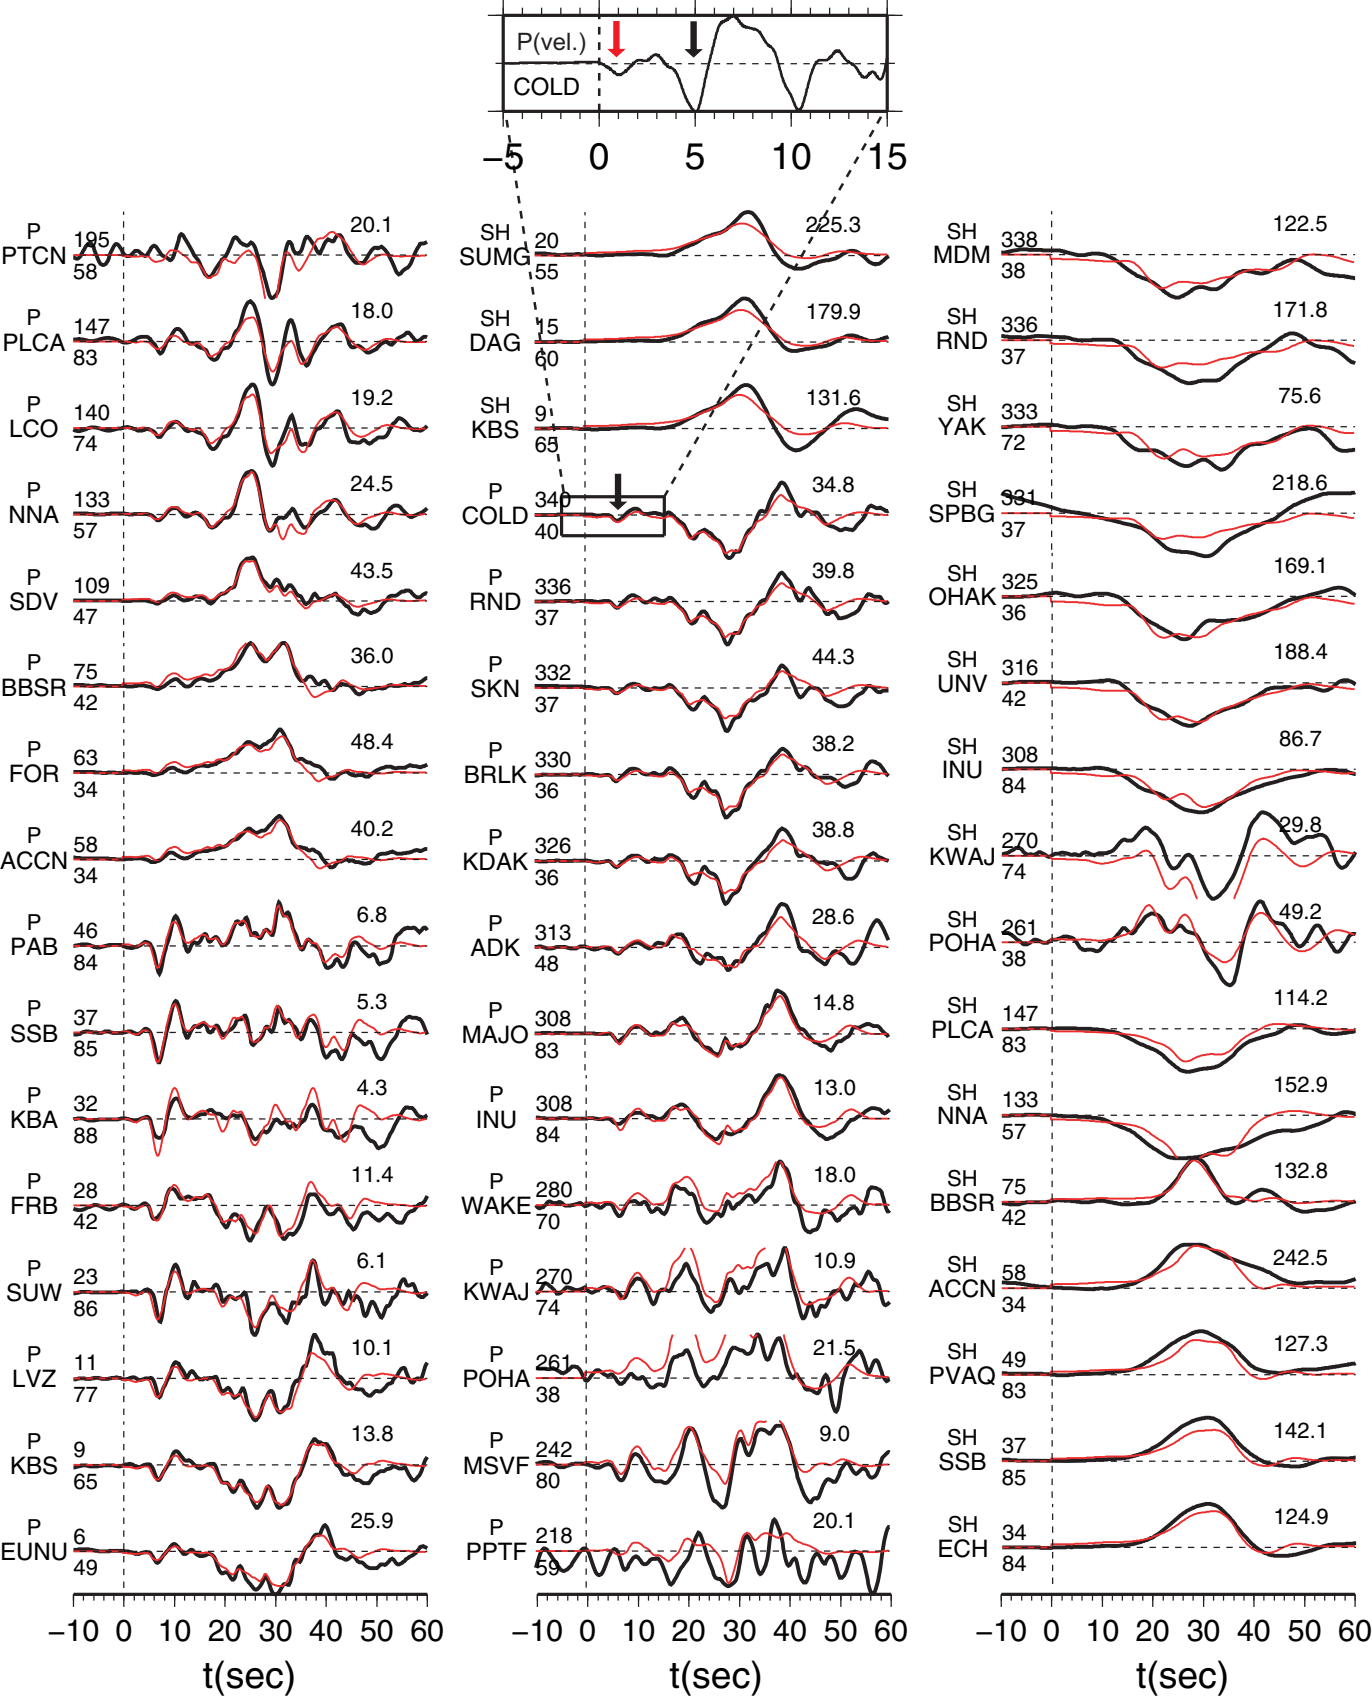 P(vel.)
COLD
−5 0 5 10 15
P
PTCN 195 58 20.1
P
PLCA 147 83 18.0
P
LCO 140 74 19.2
P
NNA 133 57 24.5
P
SDV 109 47 43.5
P
BBSR 75 42 36.0
P
FOR 63 34 48.4
P
ACCN 58 34 40.2
P
PAB 46 84 6.8
P
SSB 37 85 5.3
P
KBA 32 88 4.3
P
FRB 28 42 11.4
P
SUW 23 86 6.1
P
LVZ 11 77 10.1
P
KBS 9 65 13.8
P
EUNU 6 49 25.9
−10 0 10 20 30 40 50 60
t(sec)
SH
SUMG 20 55 225.3
SH
DAG 15 60 179.9
SH
KBS 9 65 131.6
P
COLD 340 40 34.8
P
RND 336 37 39.8
P
SKN 332 37 44.3
P
BRLK 330 36 38.2
P
KDAK 326 36 38.8
P
ADK 313 48 28.6
P
MAJO 308 83 14.8
P
INU 308 84 13.0
P
WAKE 280 70 18.0
P
KWAJ 270 74 10.9
P
POHA 261 38 21.5
P
MSVF 242 80 9.0
P
PPTF 218 59 20.1
−10 0 10 20 30 40 50 60
t(sec)
SH
MDM 338 38 122.5
SH
RND 336 37 171.8
SH
YAK 333 72 75.6
SH
SPBG 331 37 218.6
SH
OHAK 325 36 169.1
SH
UNV 316 42 188.4
SH
INU 308 84 86.7
SH
KWAJ 270 74 29.8
SH
POHA 261 38 49.2
SH
PLCA 147 83 114.2
SH
NNA 133 57 152.9
SH
BBSR 75 42 132.8
SH
ACCN 58 34 242.5
SH
PVAQ 49 83 127.3
SH
SSB 37 85 142.1
SH
ECH 34 84 124.9
−10 0 10 20 30 40 50 60
t(sec)